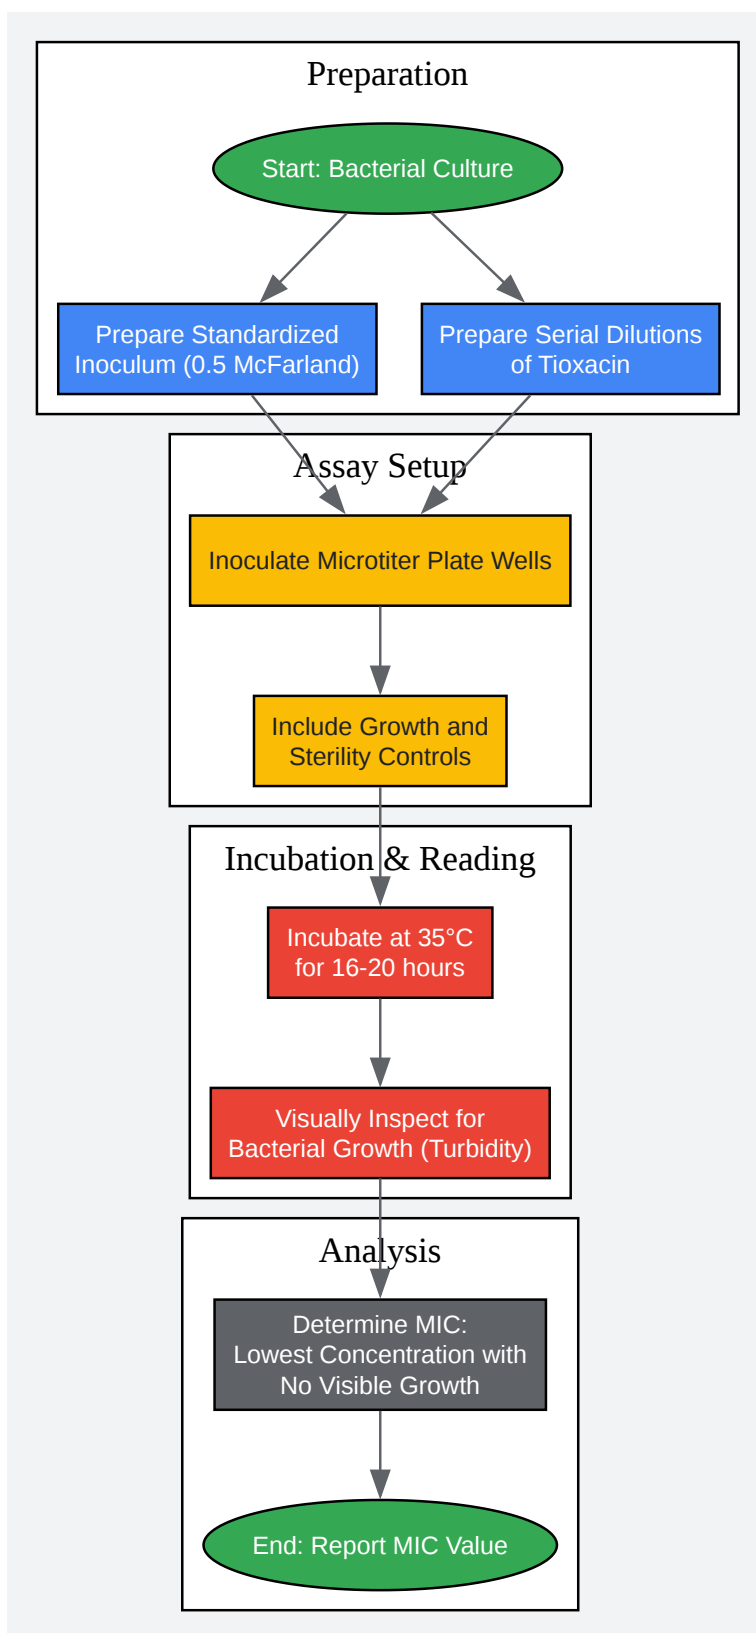 Preparation
Start: Bacterial Culture
Prepare Standardized
Inoculum (0.5 McFarland)
Prepare Serial Dilutions
of Tioxacin
Assay Setup
Inoculate Microtiter Plate Wells
Include Growth and
Sterility Controls
Incubation & Reading
Incubate at 35°C
for 16-20 hours
Visually Inspect for
Bacterial Growth (Turbidity)
Analysis
Determine MIC:
Lowest Concentration with
No Visible Growth
End: Report MIC Value